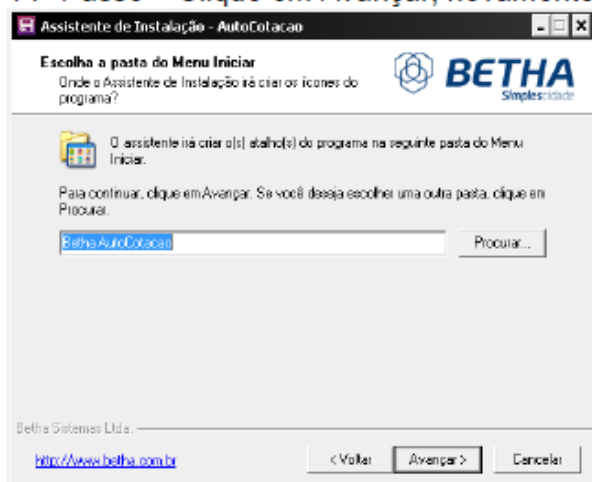 Assistente de Instalação - AutoCotacao
Escolha a pasta do Menu Iniciar
Onde o Assistente de Instalação irá criar os ícones do
programa?
BETHA
Simplescidade
O assistente irá criar o(s) atalho(s) do programa na seguinte pasta do Menu
Iniciar.
Para continuar, clique em Avançar. Se você deseja escolher uma outra pasta, clique em
Procurar.
Betha AutoCotacao
Procurar...
Betha Sistemas Ltda.
http://www.betha.com.br
< Voltar
Avançar >
Cancelar